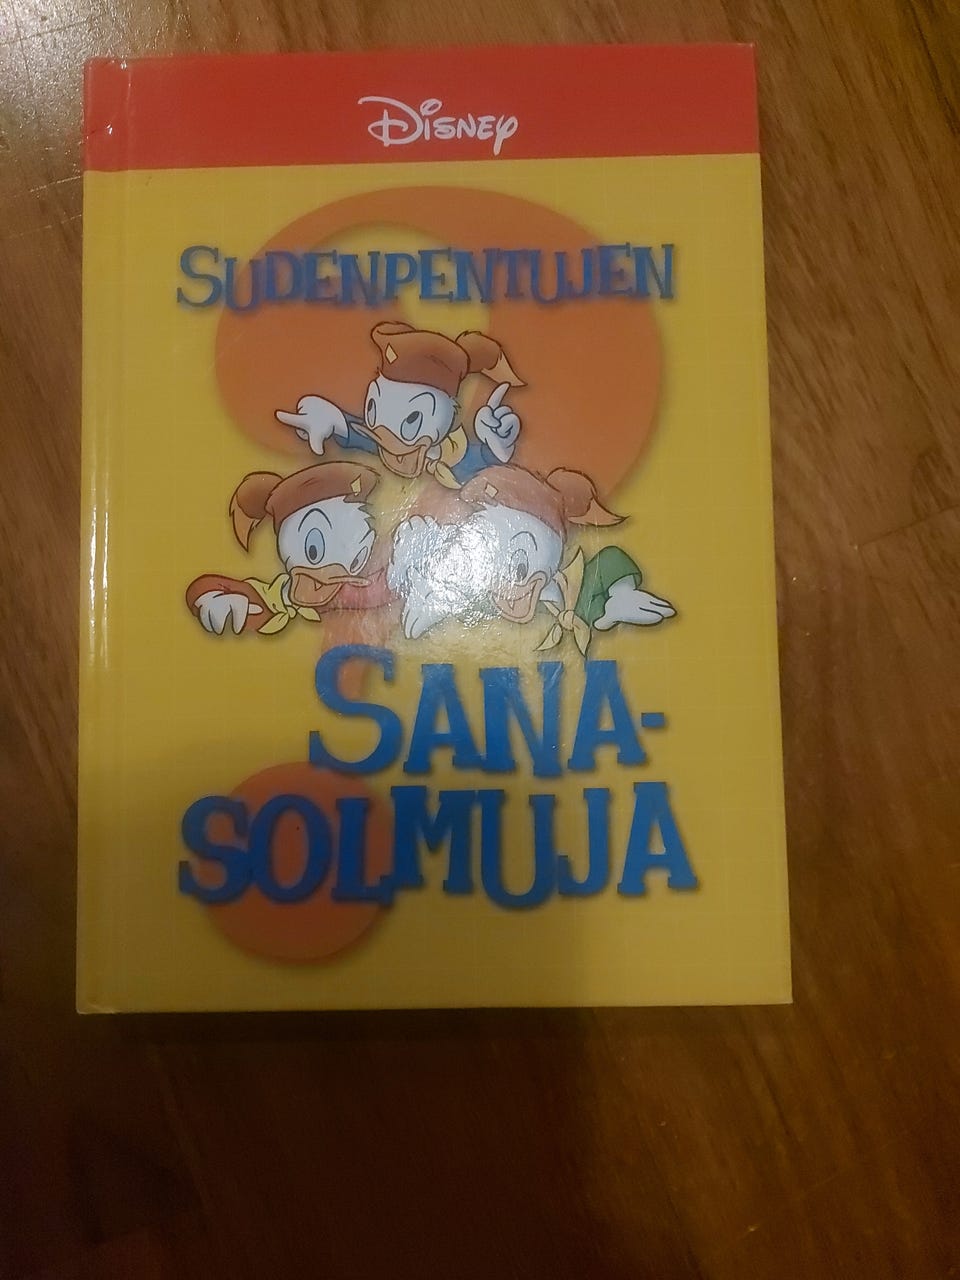 Disney
SUDENPENTUJEN
SANA-
SOLMUJA